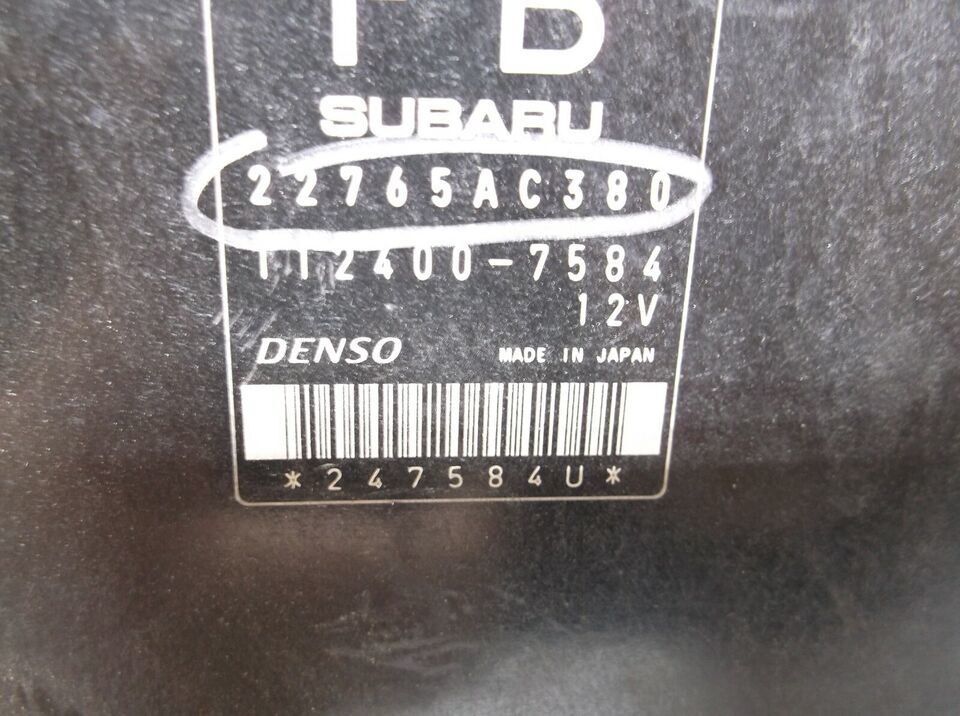 SUBARU
22765AC380
112400-7584
12V
DENSO MADE IN JAPAN
*247584U*